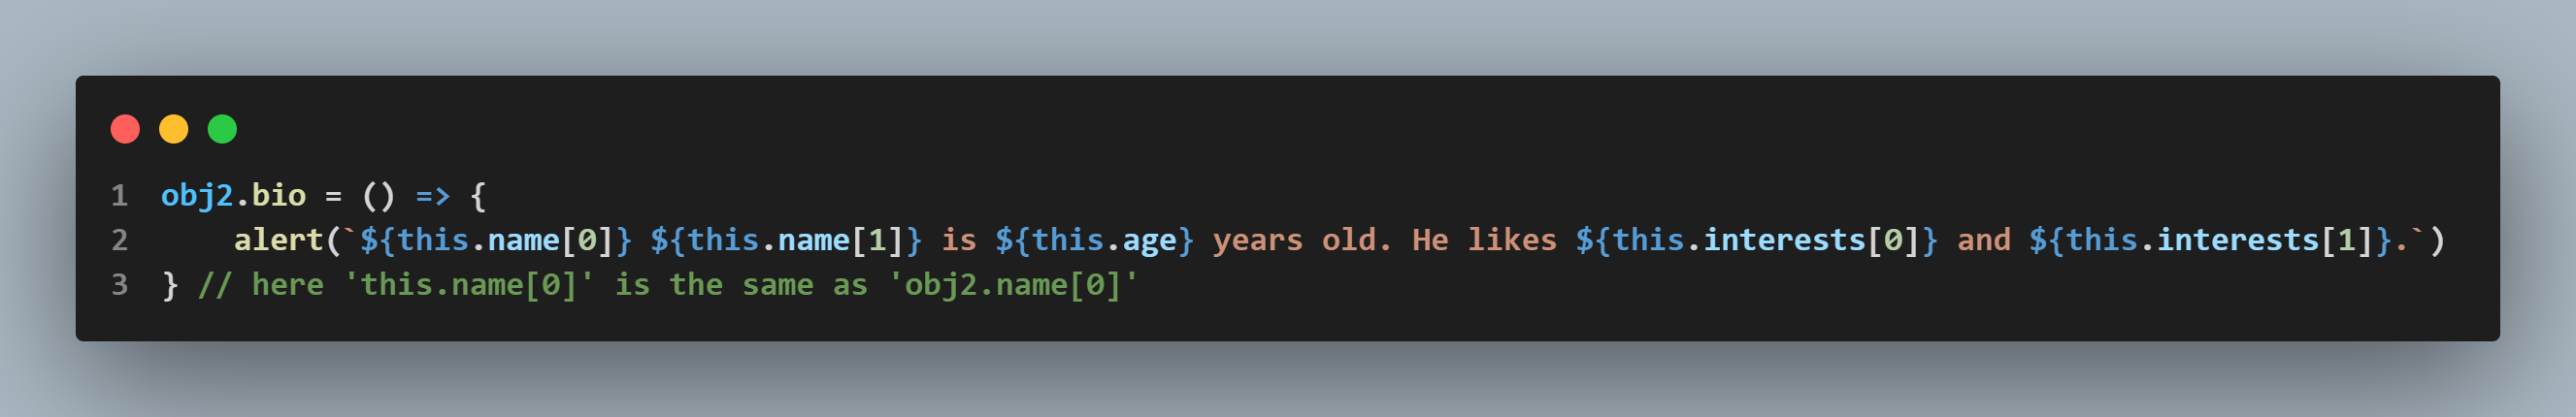 1 obj2.bio = () => {
2     alert(`${this.name[0]} ${this.name[1]} is ${this.age} years old. He likes ${this.interests[0]} and ${this.interests[1]}.`)
3 } // here 'this.name[0]' is the same as 'obj2.name[0]'